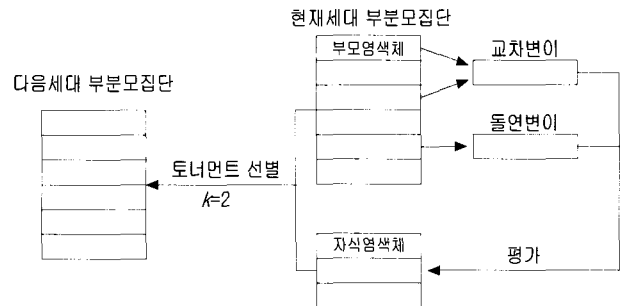 현재세대 부분모집단
부모염색체
교차변이
다음세대 부분모집단
돌연변이
토너먼트 선별
k=2
자식염색체
평가